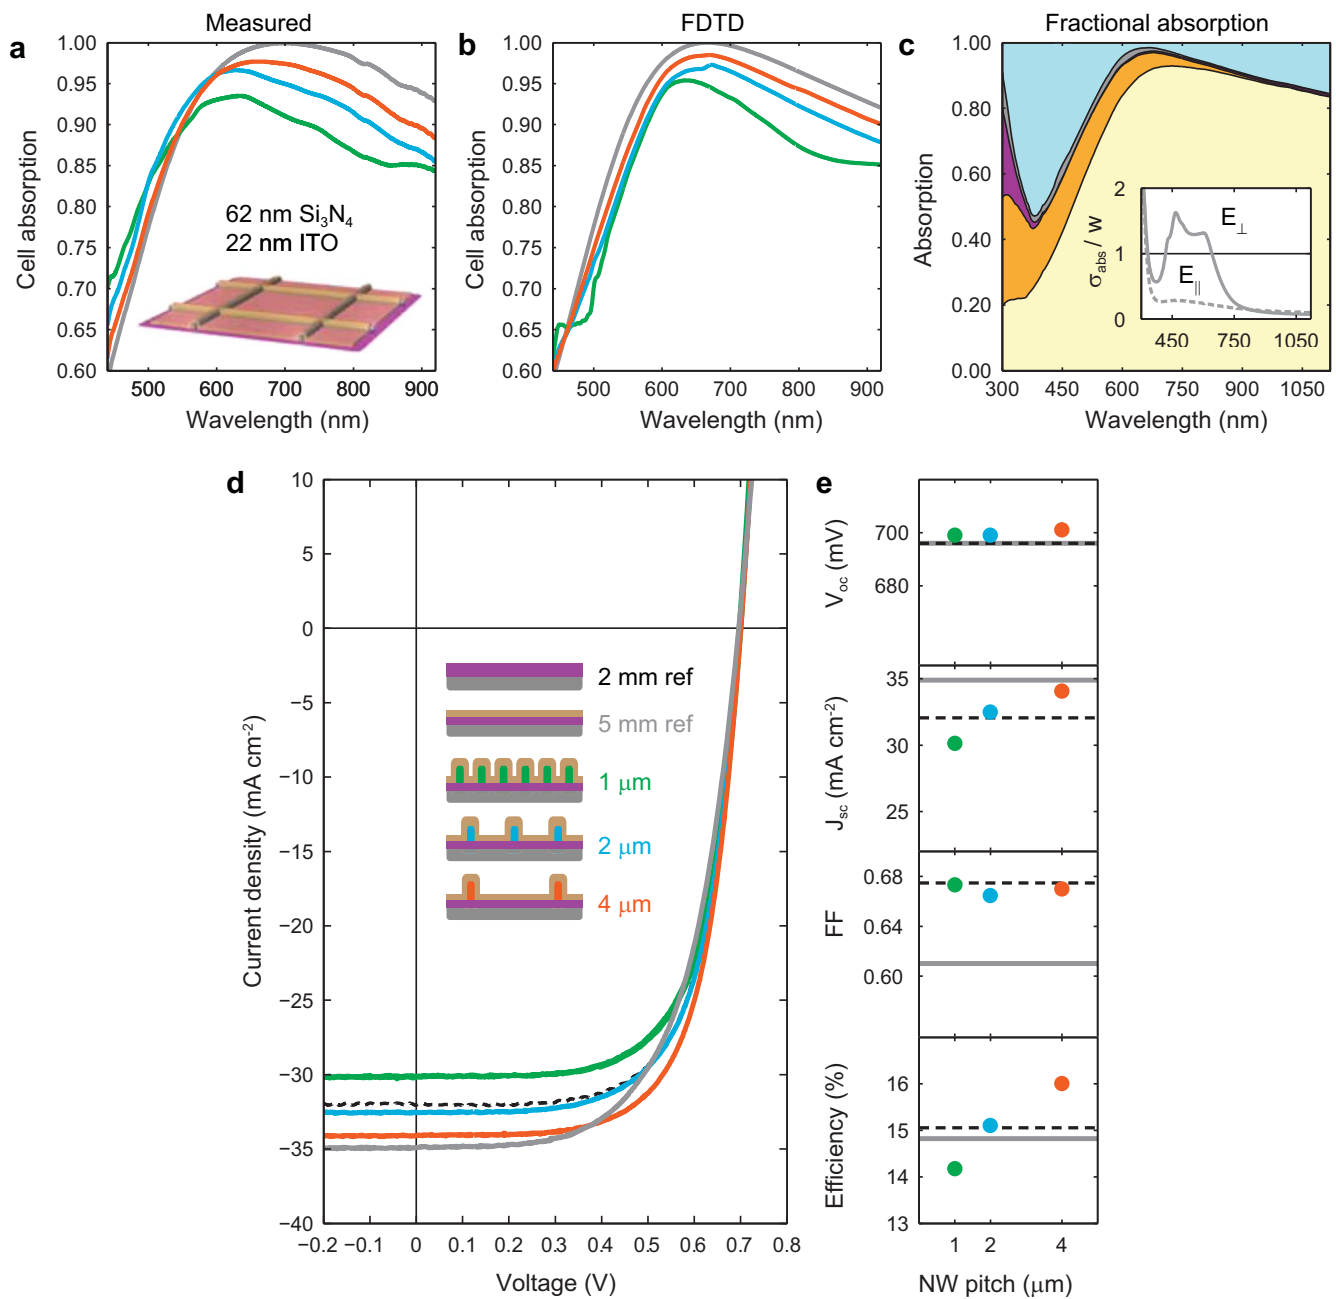 Measured
FDTD
Fractional absorption
a
b
c
1.00
0.95
0.90
0.85
0.80
0.75
0.70
0.65
0.60
Cell absorption
62 nm Si₃N₄
22 nm ITO
500 600 700 800 900
Wavelength (nm)
1.00
0.95
0.90
0.85
0.80
0.75
0.70
0.65
0.60
Cell absorption
500 600 700 800 900
Wavelength (nm)
1.00
0.80
0.60
0.40
0.20
0.00
Absorption
2
1
0
σabs / w
E⊥
E||
450 750 1050
300 450 600 750 900 1050
Wavelength (nm)
d
10
5
0
−5
−10
−15
−20
−25
−30
−35
−40
Current density (mA cm⁻²)
2 mm ref
5 mm ref
1 μm
2 μm
4 μm
−0.2 −0.1 0 0.1 0.2 0.3 0.4 0.5 0.6 0.7 0.8
Voltage (V)
e
Voc (mV)
700
680
Jsc (mA cm⁻²)
35
30
25
FF
0.68
0.64
0.60
Efficiency (%)
16
15
14
13
1 2 4
NW pitch (μm)